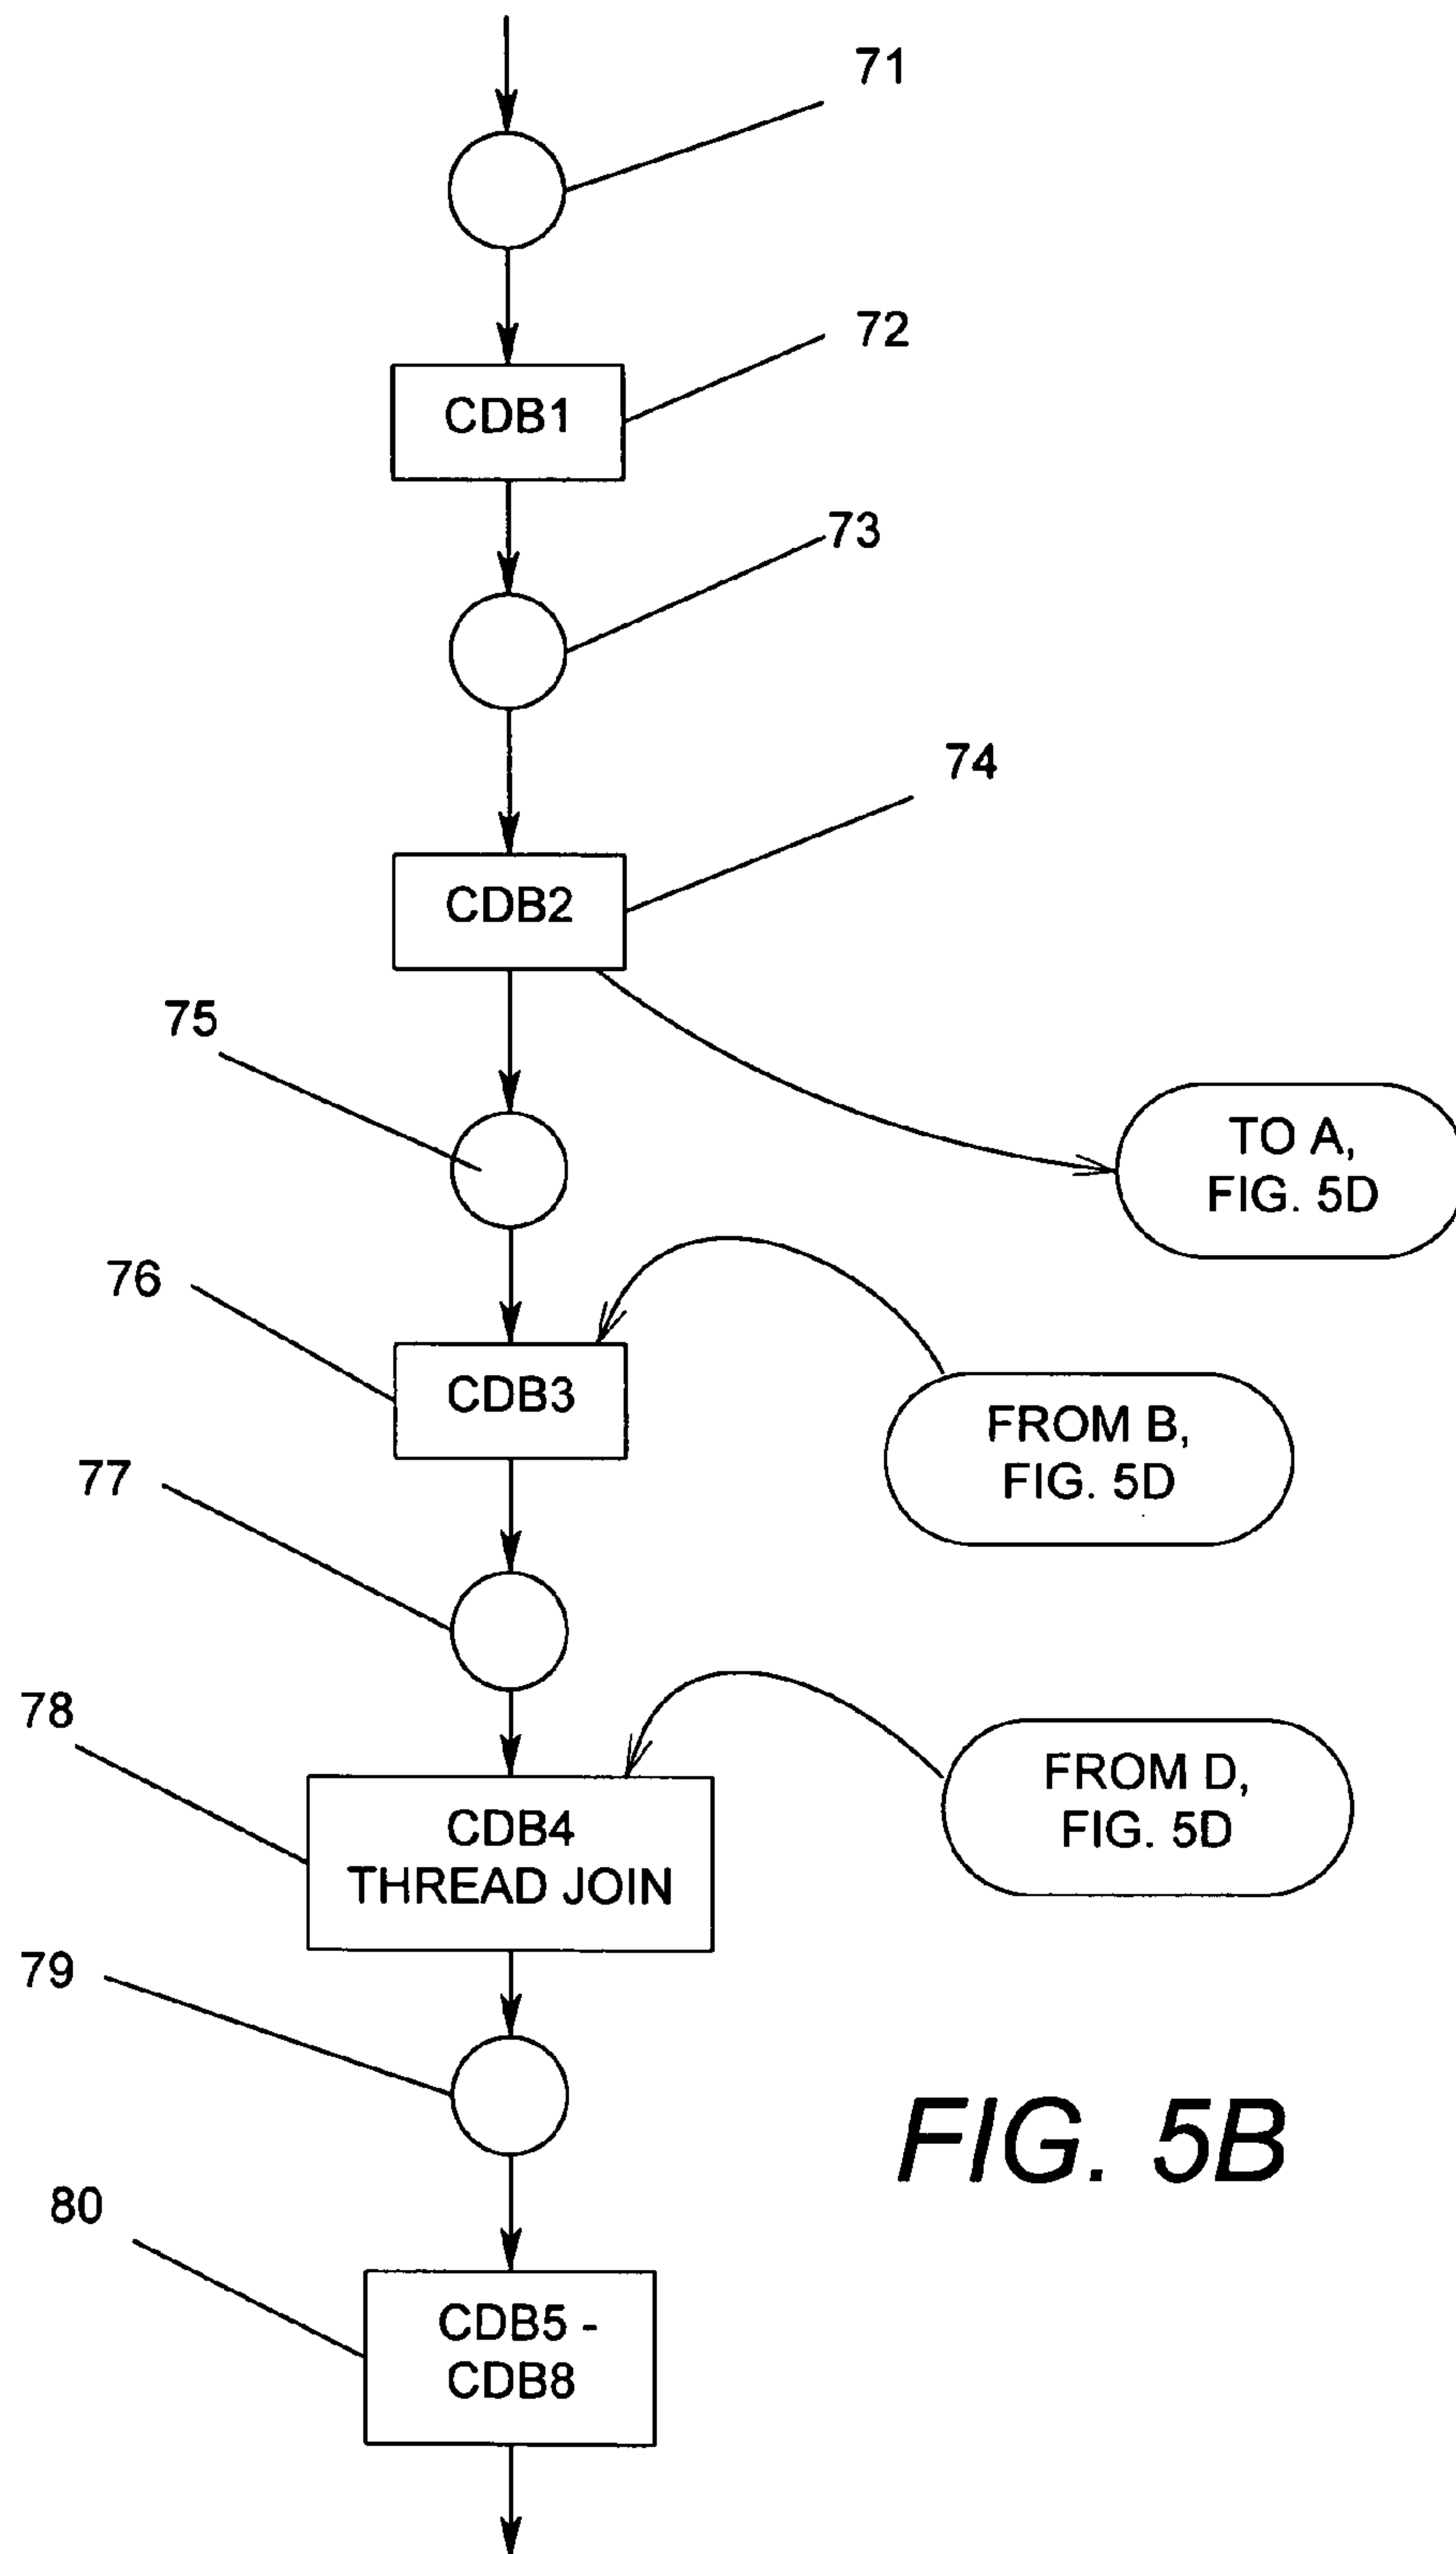 71
72
CDB1
73
74
CDB2
75
TO A,
FIG. 5D
76
CDB3
FROM B,
FIG. 5D
77
78
CDB4
THREAD JOIN
FROM D,
FIG. 5D
79
FIG. 5B
80
CDB5 -
CDB8